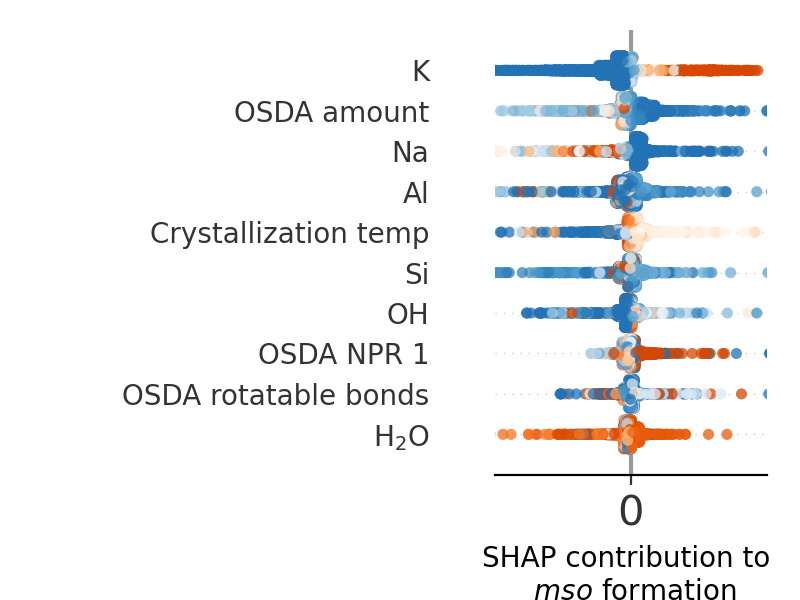 K
OSDA amount
Na
Al
Crystallization temp
Si
OH
OSDA NPR 1
OSDA rotatable bonds
H₂O
0
SHAP contribution to
mso formation